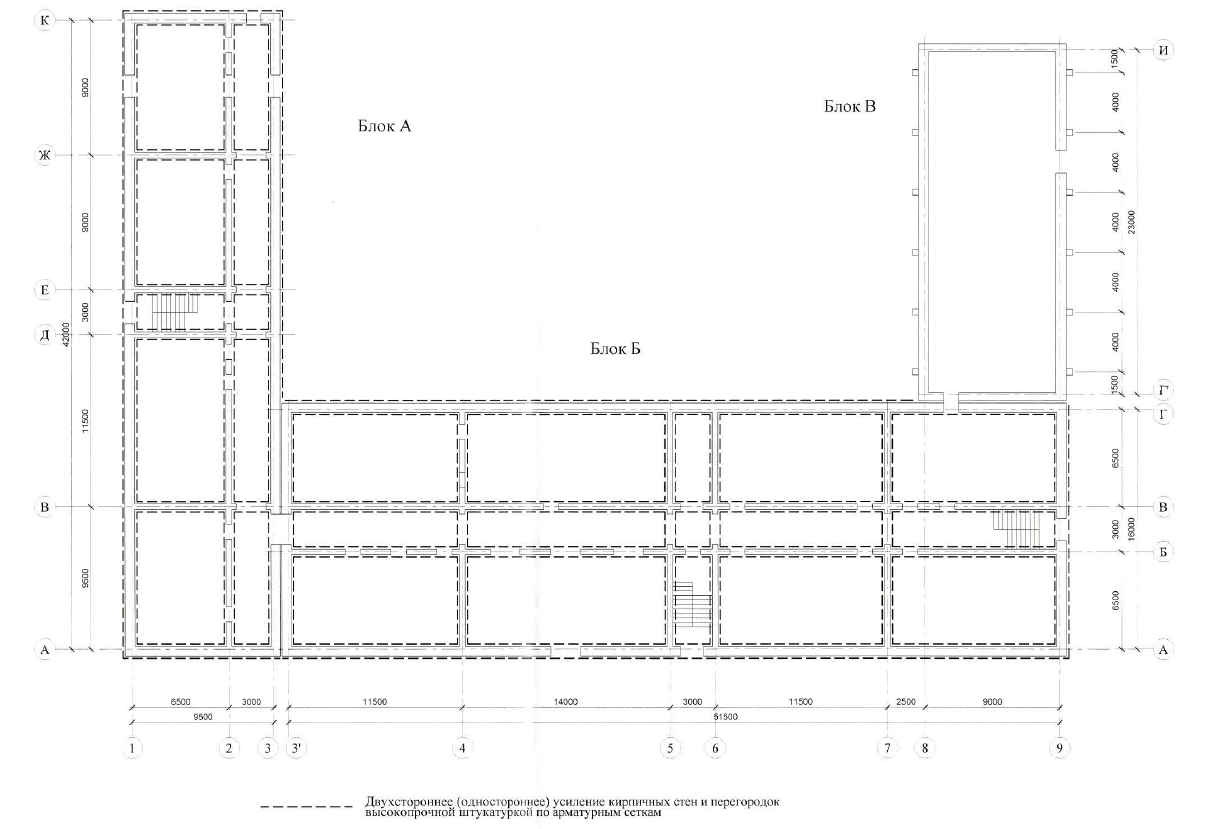 К
И
Блок А
Блок В
9000
1500
4000
Ж
4000
9000
4000
23000
Е
4000
3000
42000
Д
4000
Блок Б
4000
1500
Г
11500
Г
6500
В
В
3000
16000
Б
9500
6500
А
А
6500
3000
11500
14000
3000
11500
2500
9000
9500
51500
1
2
3
3'
4
5
6
7
8
9
Двухстороннее (одностороннее) усиление кирпичных стен и перегородок
высокопрочной штукатуркой по арматурным сеткам